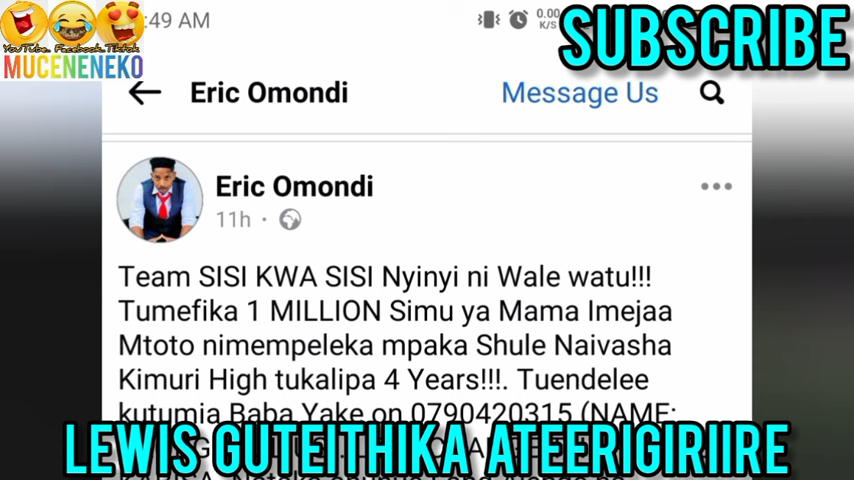 :49 AM
0.00
K/S
SUBSCRIBE
YouTube. Facebook.Tiktok
MUCENENEKO
Eric Omondi
Message Us
Eric Omondi
11h
Team SISI KWA SISI Nyinyi ni Wale watu!!!
Tumefika 1 MILLION Simu ya Mama Imejaa
Mtoto nimempeleka mpaka Shule Naivasha
Kimuri High tukalipa 4 Years!!!. Tuendelee
kutumia Baba Yake on 0790420315 (NAME:
LEWIS GUTEITHIKA ATEERIGIRIIRE